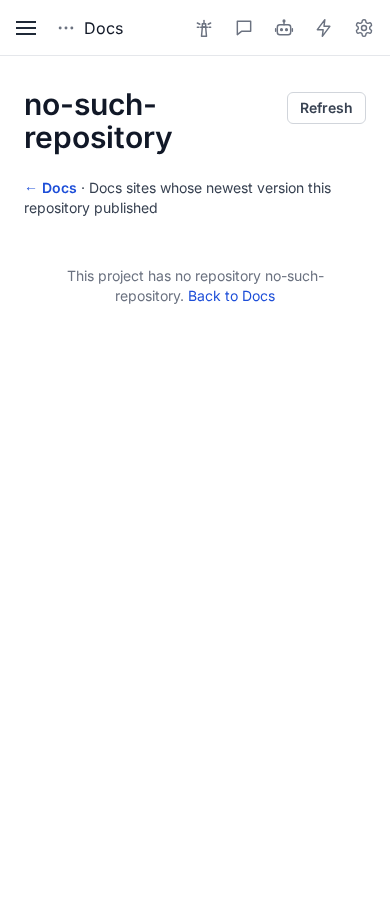 Docs
no-such-
repository
Refresh
← Docs · Docs sites whose newest version this
repository published
This project has no repository no-such-
repository. Back to Docs